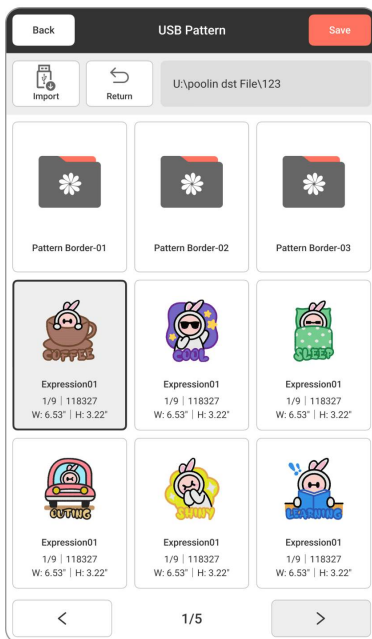 Back
USB Pattern
Save
Import
Return
U:\poolin dst File\123
Pattern Border-01
Pattern Border-02
Pattern Border-03
COFFEE
COOL
SLEEP
Expression01
1/9 | 118327
W: 6.53" | H: 3.22"
Expression01
1/9 | 118327
W: 6.53" | H: 3.22"
Expression01
1/9 | 118327
W: 6.53" | H: 3.22"
OUTING
SHINY
LEARNING
Expression01
1/9 | 118327
W: 6.53" | H: 3.22"
Expression01
1/9 | 118327
W: 6.53" | H: 3.22"
Expression01
1/9 | 118327
W: 6.53" | H: 3.22"
<
1/5
>